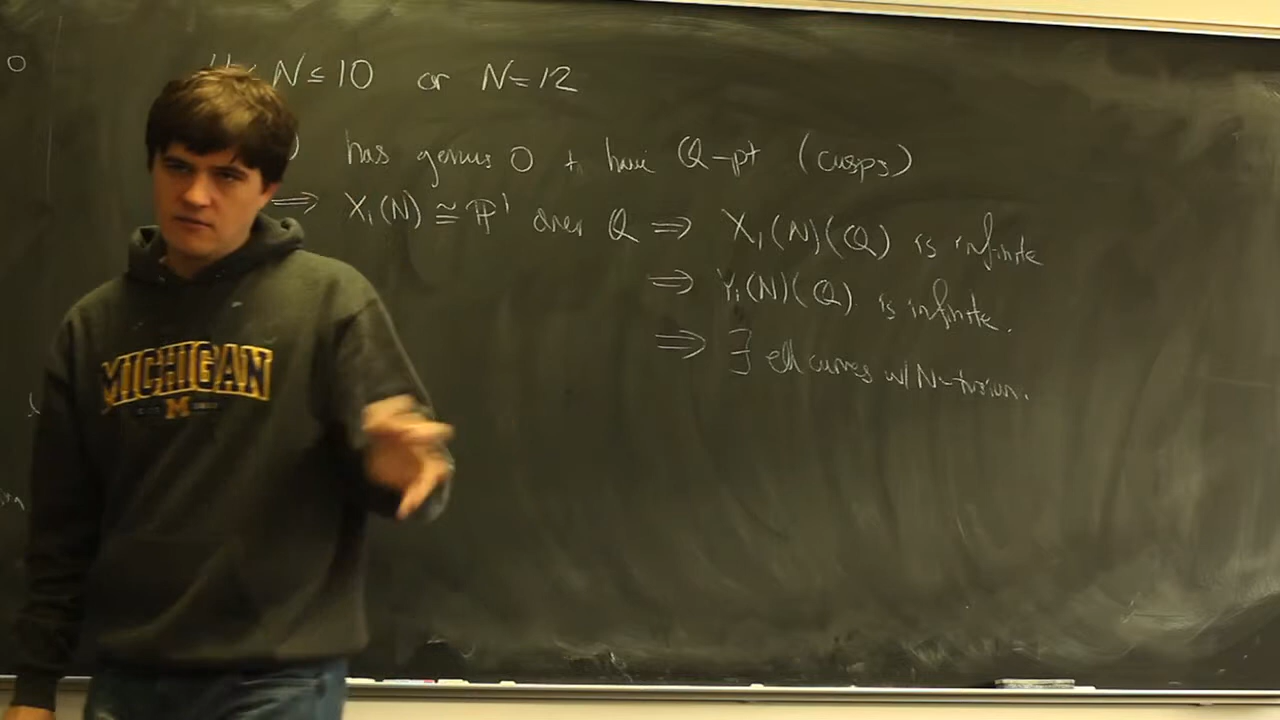 0
N ≤ 10 or N = 12
) has genus 0 + have Q-pt (cusps)
⇒ X₁(N) ≅ P¹ over Q ⇒ X₁(N)(Q) is infinite
⇒ Y₁(N)(Q) is infinite.
⇒ ∃ ell curves w/ N-torsion.
MICHIGAN
M